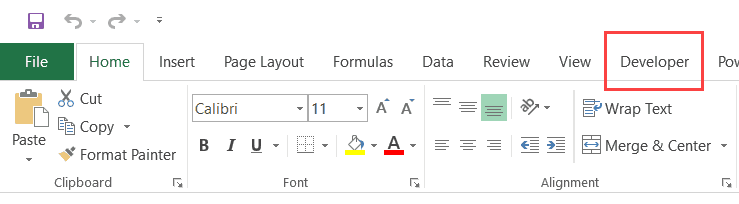 File Home Insert Page Layout Formulas Data Review View Developer
Paste
Cut
Copy
Format Painter
Clipboard
Calibri 11 A A
B I U A
Font
ab
Wrap Text
Merge & Center
Alignment